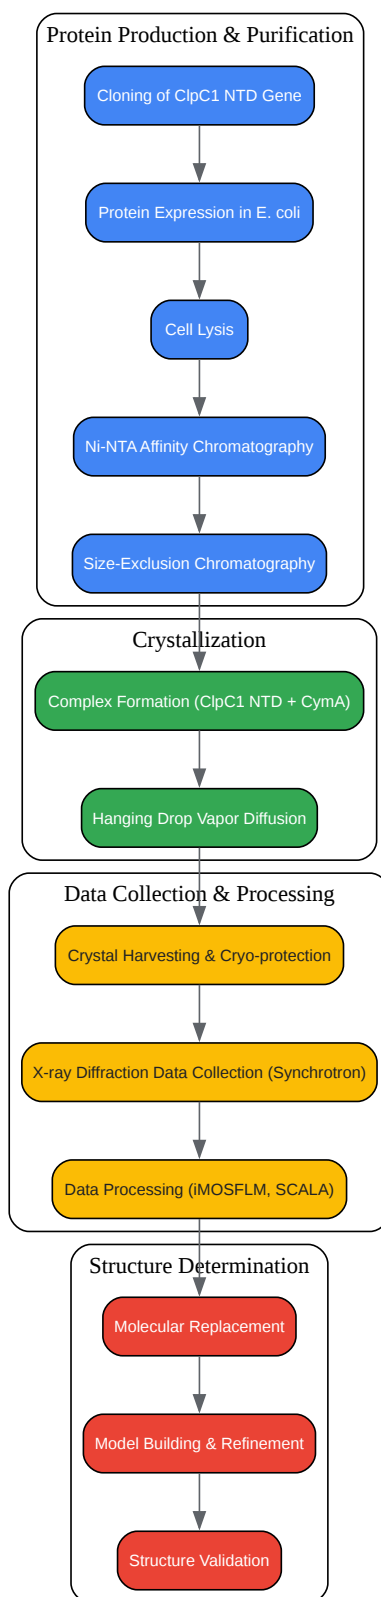 Protein Production & Purification
Cloning of ClpC1 NTD Gene
Protein Expression in E. coli
Cell Lysis
Ni-NTA Affinity Chromatography
Size-Exclusion Chromatography
Crystallization
Complex Formation (ClpC1 NTD + CymA)
Hanging Drop Vapor Diffusion
Data Collection & Processing
Crystal Harvesting & Cryo-protection
X-ray Diffraction Data Collection (Synchrotron)
Data Processing (iMOSFLM, SCALA)
Structure Determination
Molecular Replacement
Model Building & Refinement
Structure Validation